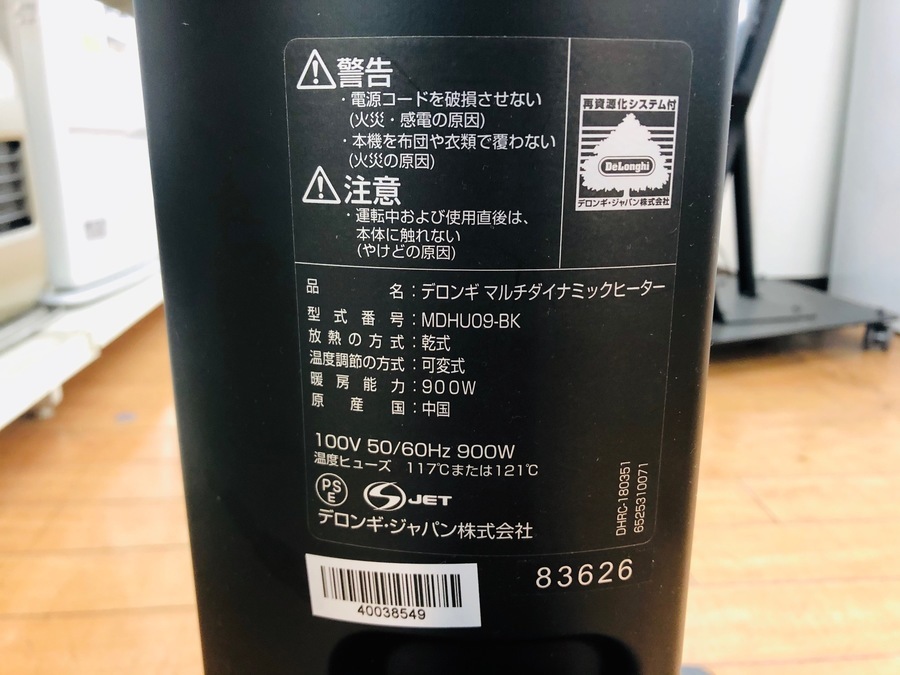 警告
・電源コードを破損させない
(火災・感電の原因)
・本機を布団や衣類で覆わない
(火災の原因)
注意
・運転中および使用直後は、
本体に触れない
(やけどの原因)
再資源化システム付
DeLonghi
デロンギ・ジャパン株式会社
品名：デロンギ マルチダイナミックヒーター
型式番号：MDHU09-BK
放熱の方式：乾式
温度調節の方式：可変式
暖房能力：900W
原産国：中国
100V 50/60Hz 900W
温度ヒューズ 117℃または121℃
PSE
JET
デロンギ・ジャパン株式会社
DHRC-180351
6525310071
83626
40038549